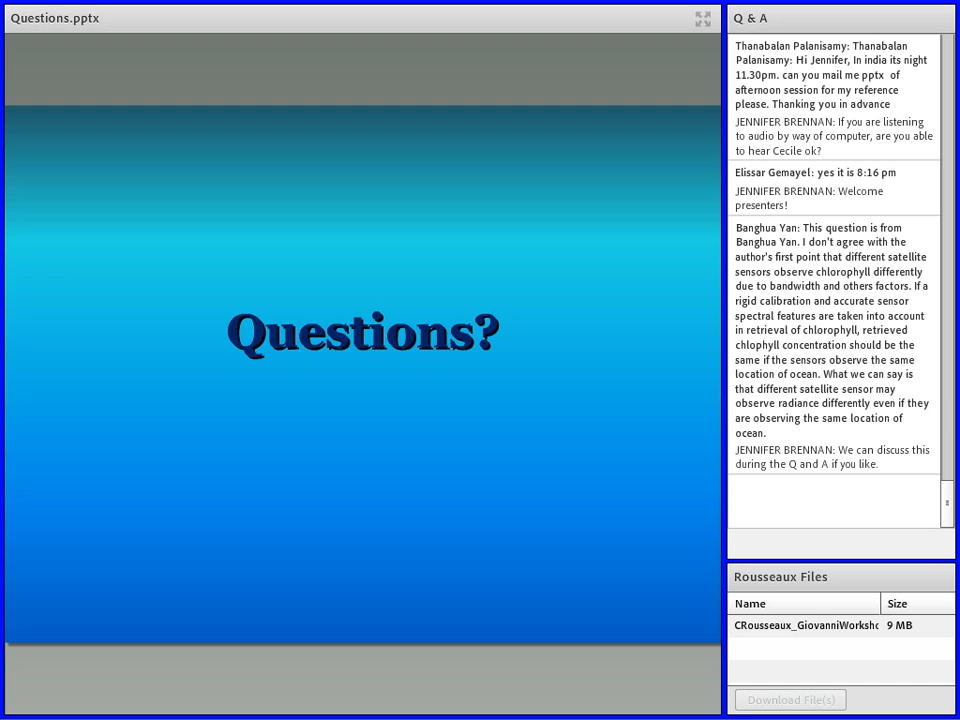 Questions.pptx
Questions?
Q & A
Thanabalan Palanisamy: Thanabalan
Palanisamy: Hi Jennifer, In india its night
11.30pm. can you mail me pptx of
afternoon session for my reference
please. Thanking you in advance
JENNIFER BRENNAN: If you are listening
to audio by way of computer, are you able
to hear Cecile ok?
Elissar Gemayel: yes it is 8:16 pm
JENNIFER BRENNAN: Welcome
presenters!
Banghua Yan: This question is from
Banghua Yan. I don't agree with the
author's first point that different satellite
sensors observe chlorophyll differently
due to bandwidth and others factors. If a
rigid calibration and accurate sensor
spectral features are taken into account
in retrieval of chlorophyll, retrieved
chlophyll concentration should be the
same if the sensors observe the same
location of ocean. What we can say is
that different satellite sensor may
observe radiance differently even if they
are observing the same location of
ocean.
JENNIFER BRENNAN: We can discuss this
during the Q and A if you like.
Rousseaux Files
Name Size
CRousseaux_GiovanniWorksho 9 MB
Download File(s)